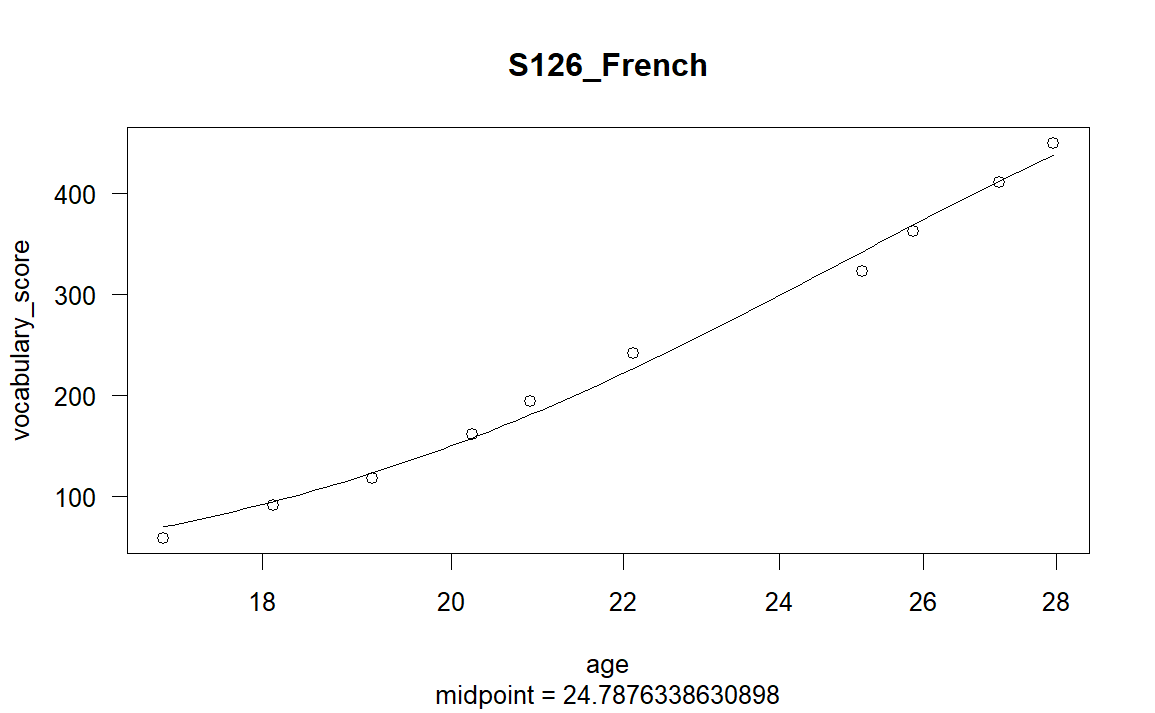 S126_French
vocabulary_score
400
300
200
100
18 20 22 24 26 28
age
midpoint = 24.7876338630898